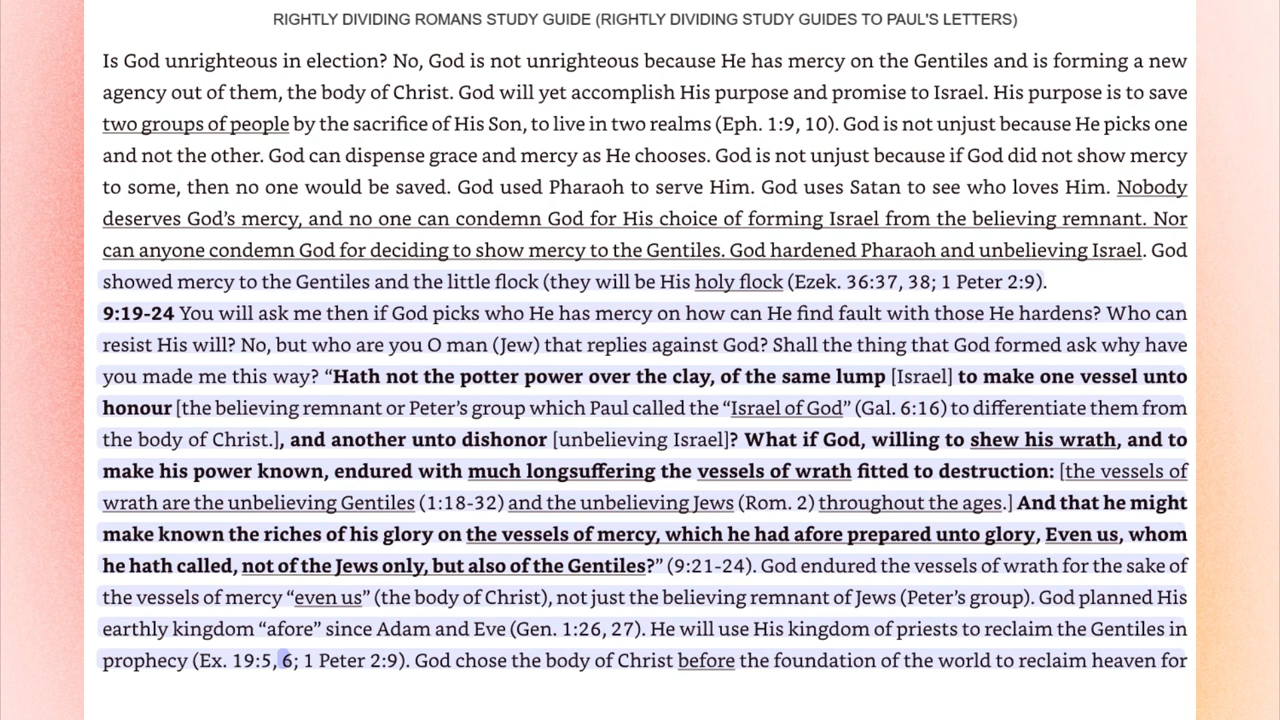 RIGHTLY DIVIDING ROMANS STUDY GUIDE (RIGHTLY DIVIDING STUDY GUIDES TO PAUL'S LETTERS)
Is God unrighteous in election? No, God is not unrighteous because He has mercy on the Gentiles and is forming a new
agency out of them, the body of Christ. God will yet accomplish His purpose and promise to Israel. His purpose is to save
two groups of people by the sacrifice of His Son, to live in two realms (Eph. 1:9, 10). God is not unjust because He picks one
and not the other. God can dispense grace and mercy as He chooses. God is not unjust because if God did not show mercy
to some, then no one would be saved. God used Pharaoh to serve Him. God uses Satan to see who loves Him. Nobody
deserves God’s mercy, and no one can condemn God for His choice of forming Israel from the believing remnant. Nor
can anyone condemn God for deciding to show mercy to the Gentiles. God hardened Pharaoh and unbelieving Israel. God
showed mercy to the Gentiles and the little flock (they will be His holy flock (Ezek. 36:37, 38; 1 Peter 2:9).
9:19-24 You will ask me then if God picks who He has mercy on how can He find fault with those He hardens? Who can
resist His will? No, but who are you O man (Jew) that replies against God? Shall the thing that God formed ask why have
you made me this way? “Hath not the potter power over the clay, of the same lump [Israel] to make one vessel unto
honour [the believing remnant or Peter’s group which Paul called the “Israel of God” (Gal. 6:16) to differentiate them from
the body of Christ.], and another unto dishonor [unbelieving Israel]? What if God, willing to shew his wrath, and to
make his power known, endured with much longsuffering the vessels of wrath fitted to destruction: [the vessels of
wrath are the unbelieving Gentiles (1:18-32) and the unbelieving Jews (Rom. 2) throughout the ages.] And that he might
make known the riches of his glory on the vessels of mercy, which he had afore prepared unto glory, Even us, whom
he hath called, not of the Jews only, but also of the Gentiles?” (9:21-24). God endured the vessels of wrath for the sake of
the vessels of mercy “even us” (the body of Christ), not just the believing remnant of Jews (Peter’s group). God planned His
earthly kingdom “afore” since Adam and Eve (Gen. 1:26, 27). He will use His kingdom of priests to reclaim the Gentiles in
prophecy (Ex. 19:5, 6; 1 Peter 2:9). God chose the body of Christ before the foundation of the world to reclaim heaven for